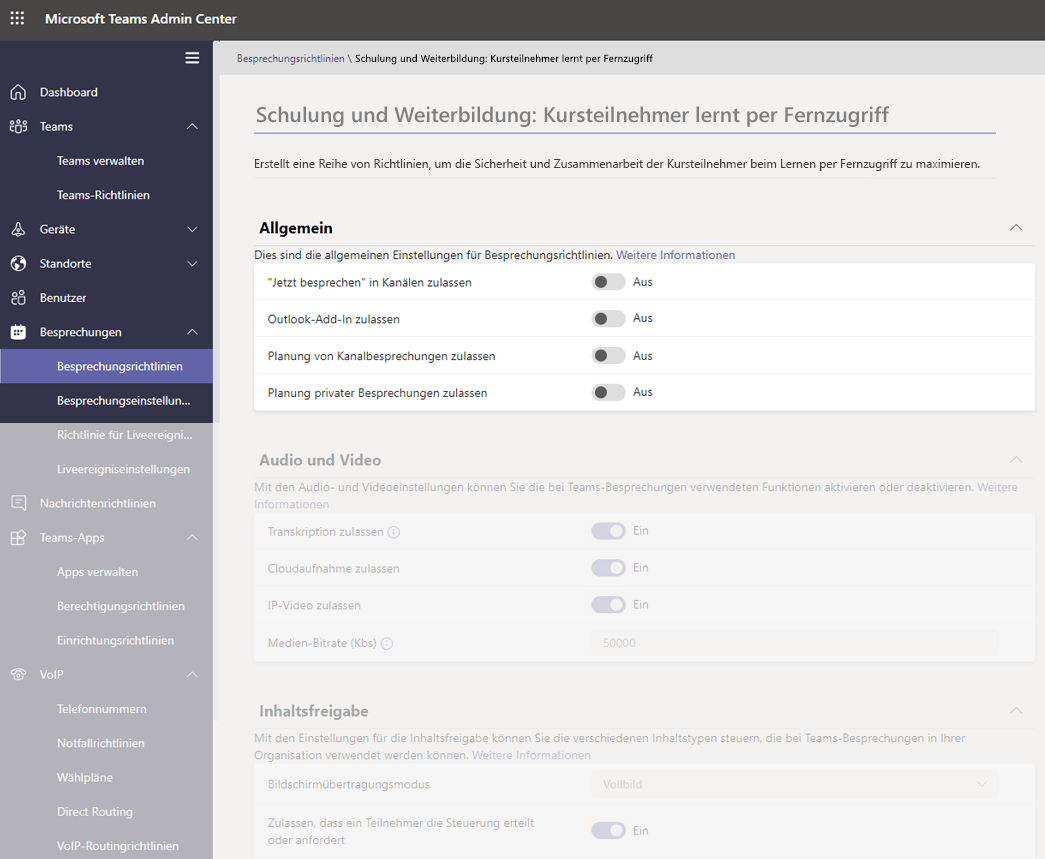 Microsoft Teams Admin Center
Besprechungsrichtlinien \ Schulung und Weiterbildung: Kursteilnehmer lernt per Fernzugriff
Dashboard
Teams
Teams verwalten
Teams-Richtlinien
Geräte
Standorte
Benutzer
Besprechungen
Besprechungsrichtlinien
Besprechungseinstellun...
Richtlinie für Liveereigni...
Liveereigniseinstellungen
Nachrichtenrichtlinien
Teams-Apps
Apps verwalten
Berechtigungsrichtlinien
Einrichtungsrichtlinien
VoIP
Telefonnummern
Notfallrichtlinien
Wählpläne
Direct Routing
VoIP-Routingrichtlinien
Schulung und Weiterbildung: Kursteilnehmer lernt per Fernzugriff
Erstellt eine Reihe von Richtlinien, um die Sicherheit und Zusammenarbeit der Kursteilnehmer beim Lernen per Fernzugriff zu maximieren.
Allgemein
Dies sind die allgemeinen Einstellungen für Besprechungsrichtlinien. Weitere Informationen
"Jetzt besprechen" in Kanälen zulassen Aus
Outlook-Add-In zulassen Aus
Planung von Kanalbesprechungen zulassen Aus
Planung privater Besprechungen zulassen Aus
Audio und Video
Mit den Audio- und Videoeinstellungen können Sie die bei Teams-Besprechungen verwendeten Funktionen aktivieren oder deaktivieren. Weitere
Informationen
Transkription zulassen Ein
Cloudaufnahme zulassen Ein
IP-Video zulassen Ein
Medien-Bitrate (Kbs) 50000
Inhaltsfreigabe
Mit den Einstellungen für die Inhaltsfreigabe können Sie die verschiedenen Inhaltstypen steuern, die bei Teams-Besprechungen in Ihrer
Organisation verwendet werden können. Weitere Informationen
Bildschirmübertragungsmodus Vollbild
Zulassen, dass ein Teilnehmer die Steuerung erteilt
oder anfordert Ein